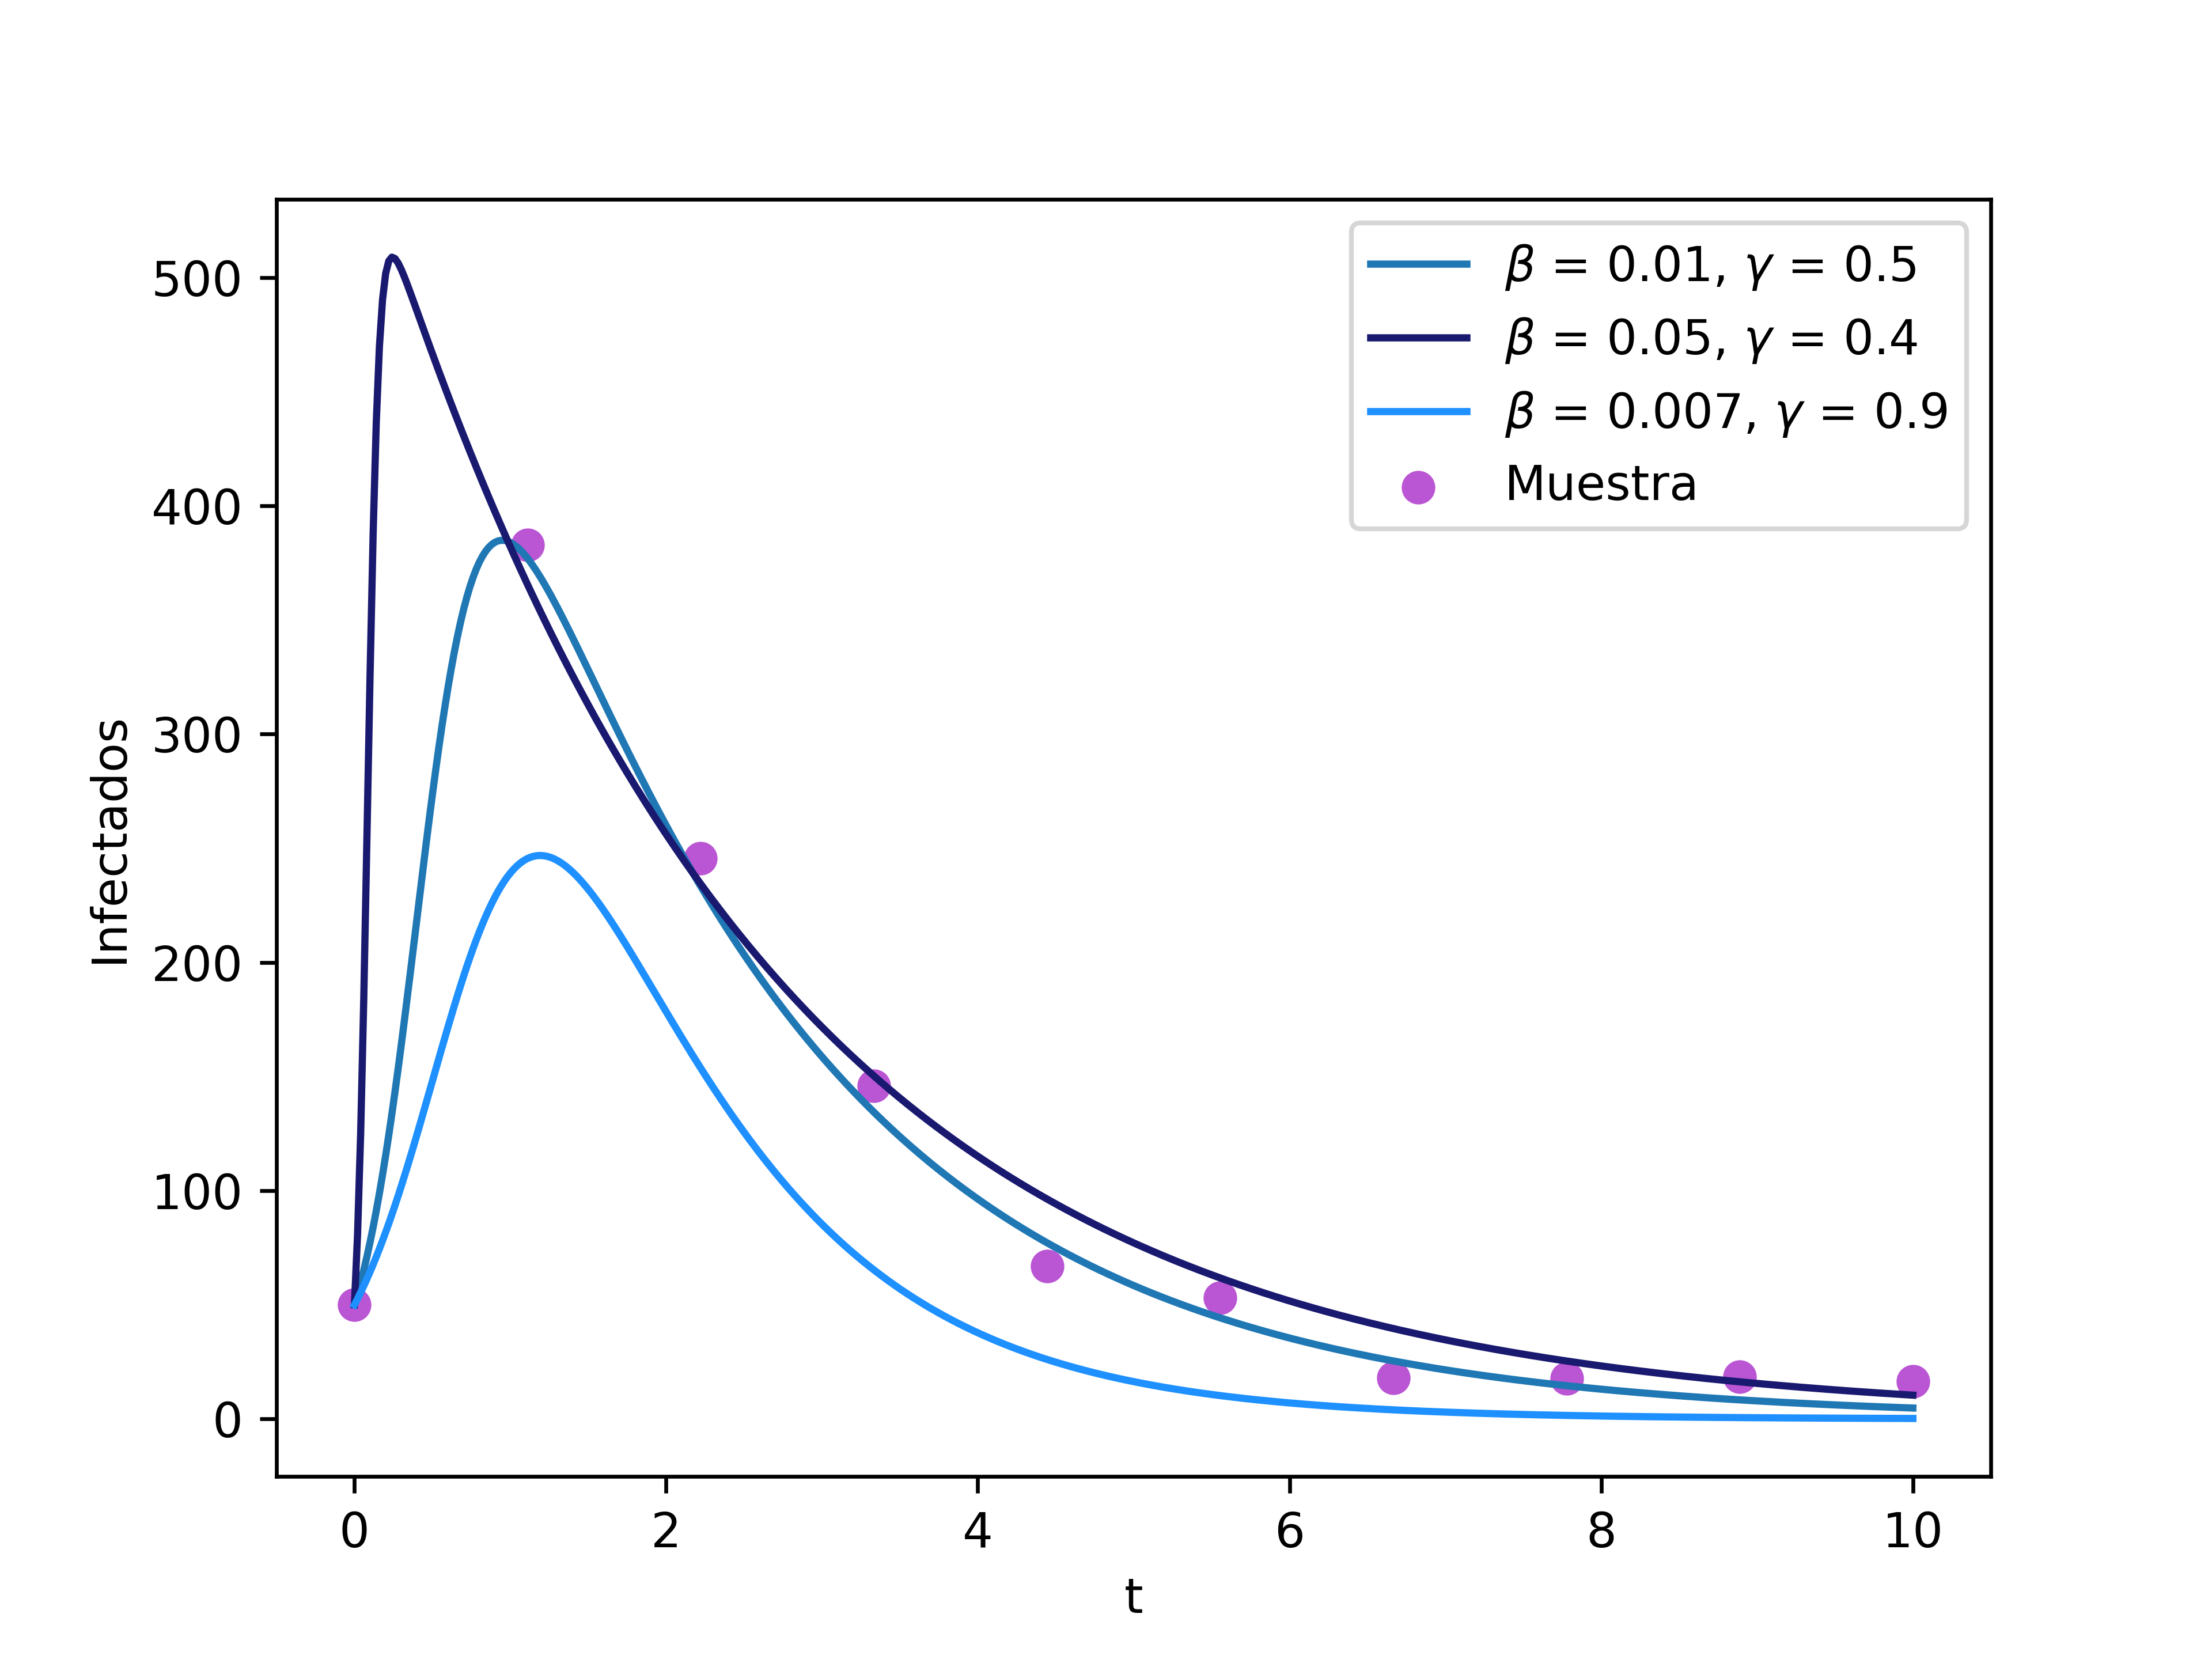 β = 0.01, γ = 0.5
β = 0.05, γ = 0.4
β = 0.007, γ = 0.9
Muestra
500
400
300
200
100
0
Infectados
0 2 4 6 8 10
t